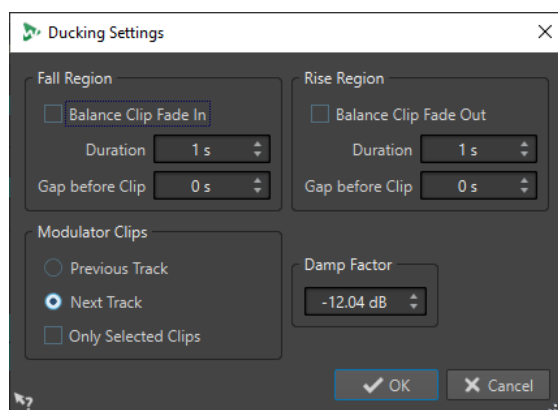 Ducking Settings
Fall Region
Balance Clip Fade In
Duration 1 s
Gap before Clip 0 s
Rise Region
Balance Clip Fade Out
Duration 1 s
Gap before Clip 0 s
Modulator Clips
Previous Track
Next Track
Only Selected Clips
Damp Factor
-12.04 dB
?
OK
Cancel